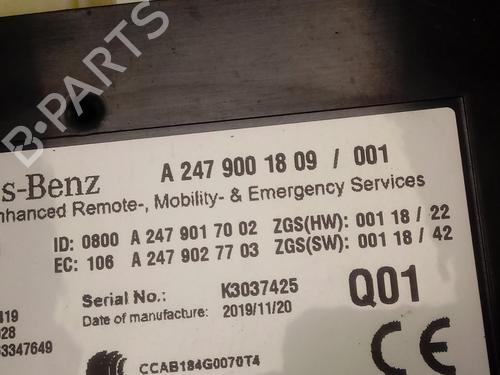 B-PARTS
s-Benz A 247 900 18 09 / 001
nhanced Remote-, Mobility- & Emergency Services
ID: 0800 A 247 901 70 02 ZGS(HW): 001 18 / 22
EC: 106 A 247 902 77 03 ZGS(SW): 001 18 / 42
Serial No.: K3037425 Q01
419 Date of manufacture: 2019/11/20
028
3347649
CCAB184G0070T4 CE